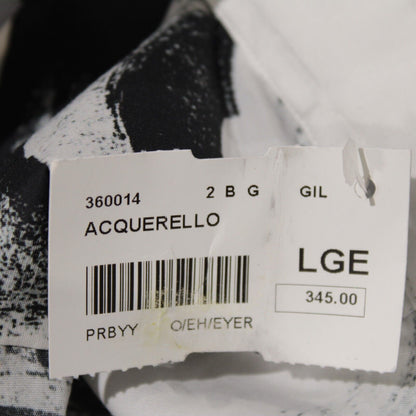 360014 2 B G GIL
ACQUERELLO
LGE
345.00
PRBYY O/EH/EYER